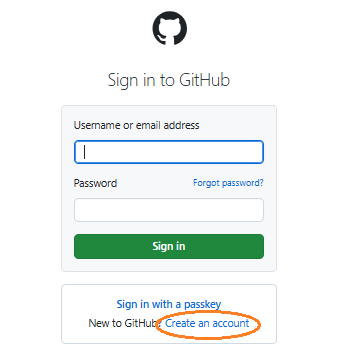 Sign in to GitHub
Username or email address
Password Forgot password?
Sign in
Sign in with a passkey
New to GitHub? Create an account